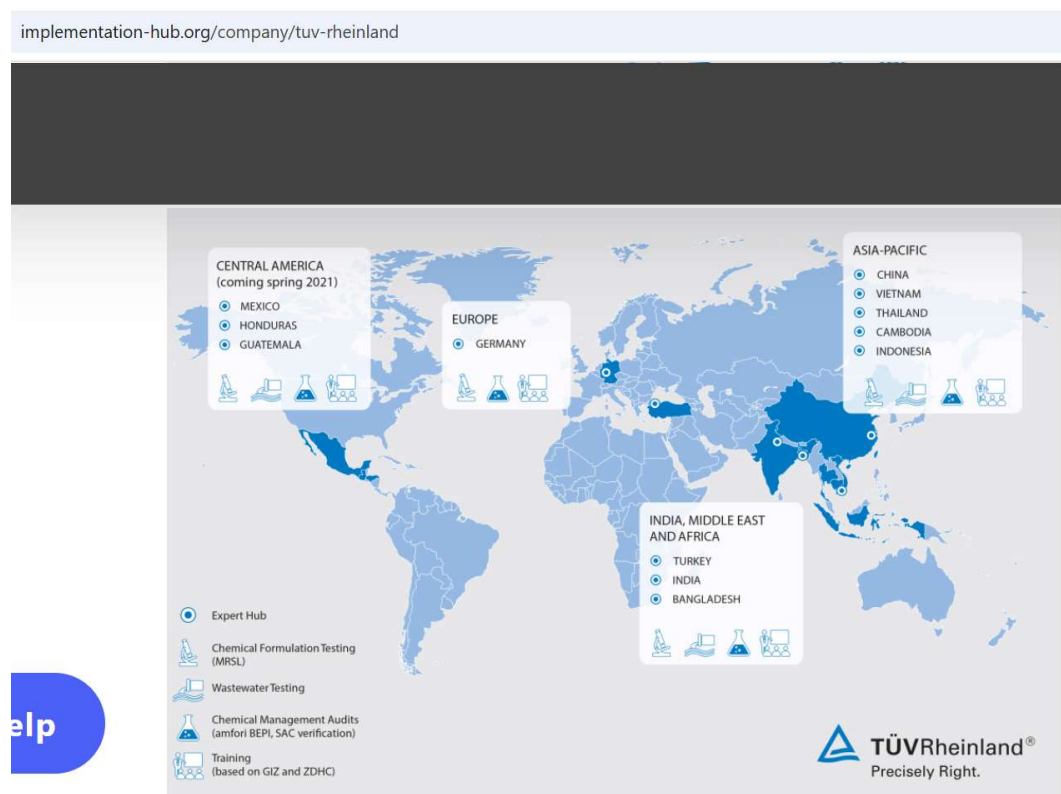 implementation-hub.org/company/tuv-rheinland
CENTRAL AMERICA
(coming spring 2021)
MEXICO
HONDURAS
GUATEMALA
EUROPE
GERMANY
ASIA-PACIFIC
CHINA
VIETNAM
THAILAND
CAMBODIA
INDONESIA
INDIA, MIDDLE EAST
AND AFRICA
TURKEY
INDIA
BANGLADESH
Expert Hub
Chemical Formulation Testing
(MRSL)
Wastewater Testing
Chemical Management Audits
(amfori BEPI, SAC verification)
Training
(based on GIZ and ZDHC)
elp
TÜVRheinland®
Precisely Right.